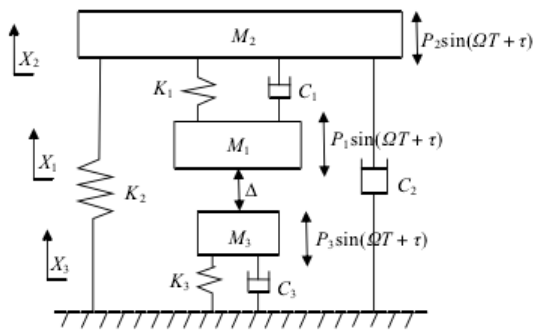 M₂
P₂sin(ΩT + τ)
X₂
K₁
C₁
M₁
P₁sin(ΩT + τ)
X₁
K₂
Δ
C₂
M₃
P₃sin(ΩT + τ)
X₃
K₃
C₃